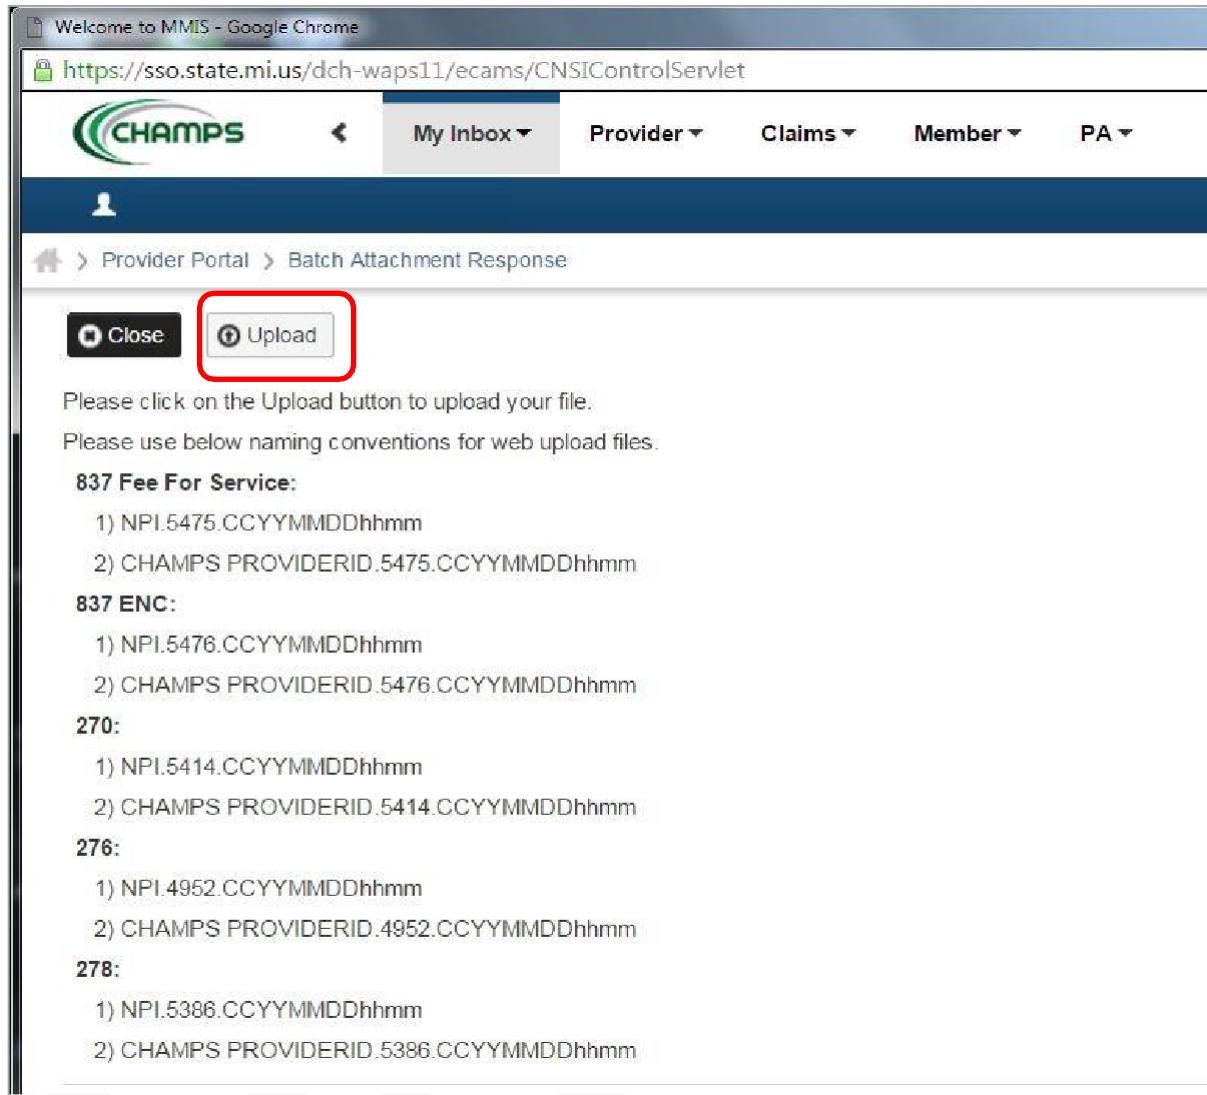 Welcome to MMIS - Google Chrome
https://sso.state.mi.us/dch-waps11/ecams/CNSIControlServlet
CHAMPS My Inbox Provider Claims Member PA
Provider Portal > Batch Attachment Response
Close Upload
Please click on the Upload button to upload your file.
Please use below naming conventions for web upload files.
837 Fee For Service:
1) NPI.5475.CCYYMMDDhhmm
2) CHAMPS PROVIDERID.5475.CCYYMMDDhhmm
837 ENC:
1) NPI.5476.CCYYMMDDhhmm
2) CHAMPS PROVIDERID.5476.CCYYMMDDhhmm
270:
1) NPI.5414.CCYYMMDDhhmm
2) CHAMPS PROVIDERID.5414.CCYYMMDDhhmm
276:
1) NPI.4952.CCYYMMDDhhmm
2) CHAMPS PROVIDERID.4952.CCYYMMDDhhmm
278:
1) NPI.5386.CCYYMMDDhhmm
2) CHAMPS PROVIDERID.5386.CCYYMMDDhhmm